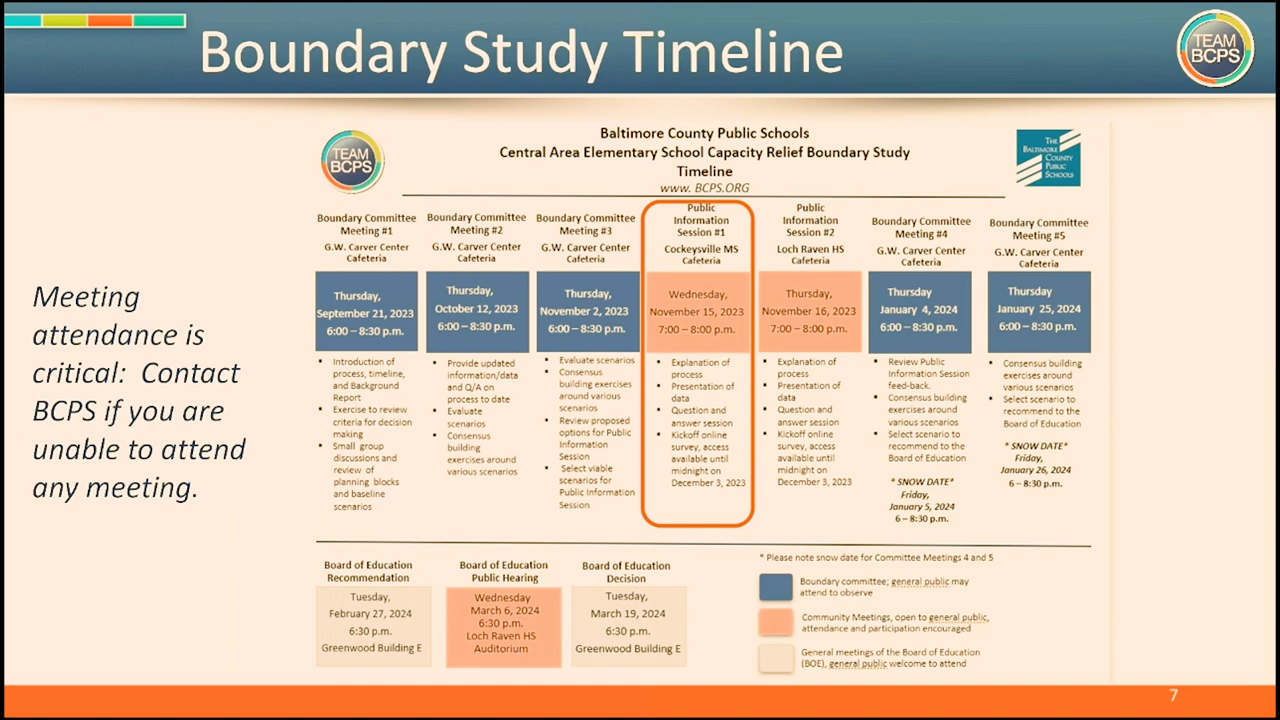 Boundary Study Timeline
TEAM
BCPS
Meeting
attendance is
critical: Contact
BCPS if you are
unable to attend
any meeting.
TEAM
BCPS
Baltimore County Public Schools
Central Area Elementary School Capacity Relief Boundary Study
Timeline
www. BCPS.ORG
THE
BALTIMORE
COUNTY
PUBLIC
SCHOOLS
Boundary Committee
Meeting #1
G.W. Carver Center
Cafeteria
Thursday,
September 21, 2023
6:00 – 8:30 p.m.
▪ Introduction of
process, timeline,
and Background
Report
▪ Exercise to review
criteria for decision
making
▪ Small group
discussions and
review of
planning blocks
and baseline
scenarios
Boundary Committee
Meeting #2
G.W. Carver Center
Cafeteria
Thursday,
October 12, 2023
6:00 – 8:30 p.m.
▪ Provide updated
information/data
and Q/A on
process to date
▪ Evaluate
scenarios
▪ Consensus
building
exercises around
various scenarios
Boundary Committee
Meeting #3
G.W. Carver Center
Cafeteria
Thursday,
November 2, 2023
6:00 – 8:30 p.m.
▪ Evaluate scenarios
▪ Consensus
building exercises
around various
scenarios
▪ Review proposed
options for Public
Information
Session
▪ Select viable
scenarios for
Public Information
Session
Public
Information
Session #1
Cockeysville MS
Cafeteria
Wednesday,
November 15, 2023
7:00 – 8:00 p.m.
▪ Explanation of
process
▪ Presentation of
data
▪ Question and
answer session
▪ Kickoff online
survey, access
available until
midnight on
December 3, 2023
Public
Information
Session #2
Loch Raven HS
Cafeteria
Thursday,
November 16, 2023
7:00 – 8:00 p.m.
▪ Explanation of
process
▪ Presentation of
data
▪ Question and
answer session
▪ Kickoff online
survey, access
available until
midnight on
December 3, 2023
Boundary Committee
Meeting #4
G.W. Carver Center
Cafeteria
Thursday
January 4, 2024
6:00 – 8:30 p.m.
▪ Review Public
Information Session
feed-back.
▪ Consensus building
exercises around
various scenarios
▪ Select scenario to
recommend to the
Board of Education
* SNOW DATE*
Friday,
January 5, 2024
6 – 8:30 p.m.
Boundary Committee
Meeting #5
G.W. Carver Center
Cafeteria
Thursday
January 25, 2024
6:00 – 8:30 p.m.
▪ Consensus building
exercises around
various scenarios
▪ Select scenario to
recommend to the
Board of Education
* SNOW DATE*
Friday,
January 26, 2024
6 – 8:30 p.m.
Board of Education
Recommendation
Tuesday,
February 27, 2024
6:30 p.m.
Greenwood Building E
Board of Education
Public Hearing
Wednesday
March 6, 2024
6:30 p.m.
Loch Raven HS
Auditorium
Board of Education
Decision
Tuesday,
March 19, 2024
6:30 p.m.
Greenwood Building E
* Please note snow date for Committee Meetings 4 and 5
Boundary committee; general public may
attend to observe
Community Meetings, open to general public,
attendance and participation encouraged
General meetings of the Board of Education
(BOE), general public welcome to attend
7